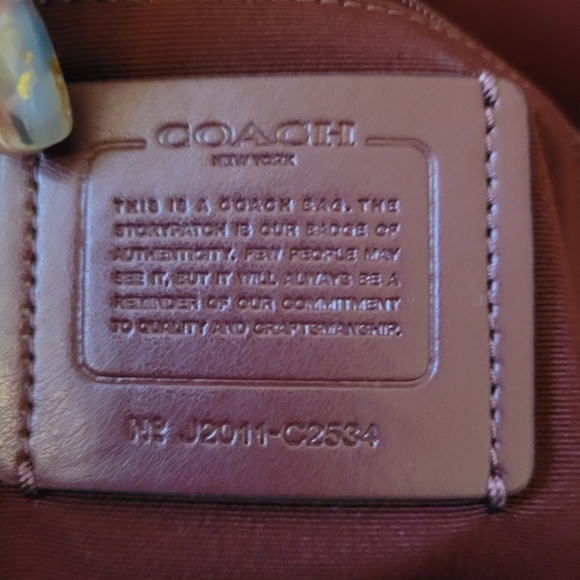 COACH
NEW YORK
THIS IS A COACH BAG. THE
STORYPATCH IS OUR BADGE OF
AUTHENTICITY. FEW PEOPLE MAY
SEE IT, BUT IT WILL ALWAYS BE A
REMINDER OF OUR COMMITMENT
TO QUALITY AND CRAFTSMANSHIP.
Nº J2011-C2534